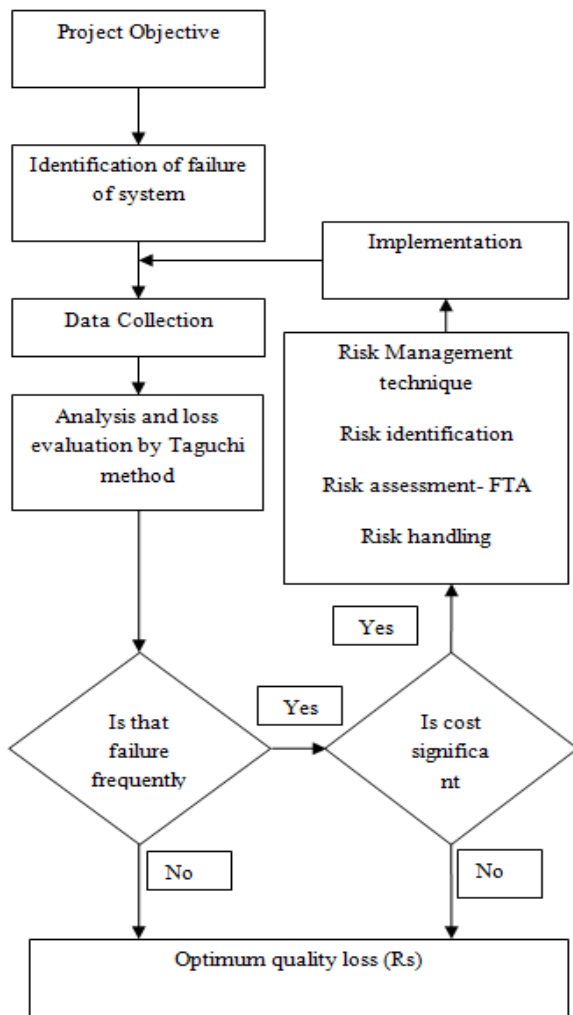 Project Objective
Identification of failure
of system
Implementation
Data Collection
Risk Management
technique
Risk identification
Risk assessment- FTA
Risk handling
Analysis and loss
evaluation by Taguchi
method
Yes
Is that
failure
frequently
Yes
Is cost
significa
nt
No
No
Optimum quality loss (Rs)